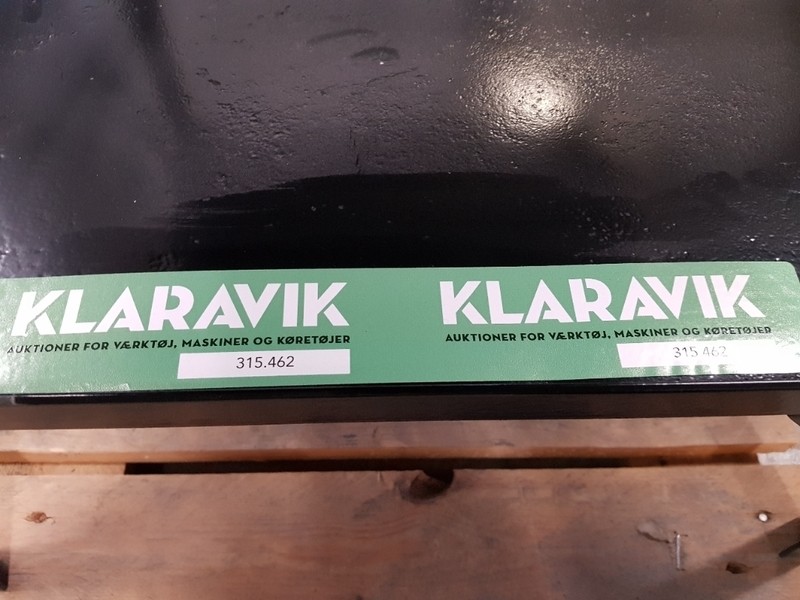 KLARAVIK
AUKTIONER FOR VÆRKTØJ, MASKINER OG KØRETØJER
315.462
KLARAVIK
AUKTIONER FOR VÆRKTØJ, MASKINER OG KØRETØJER
315.462